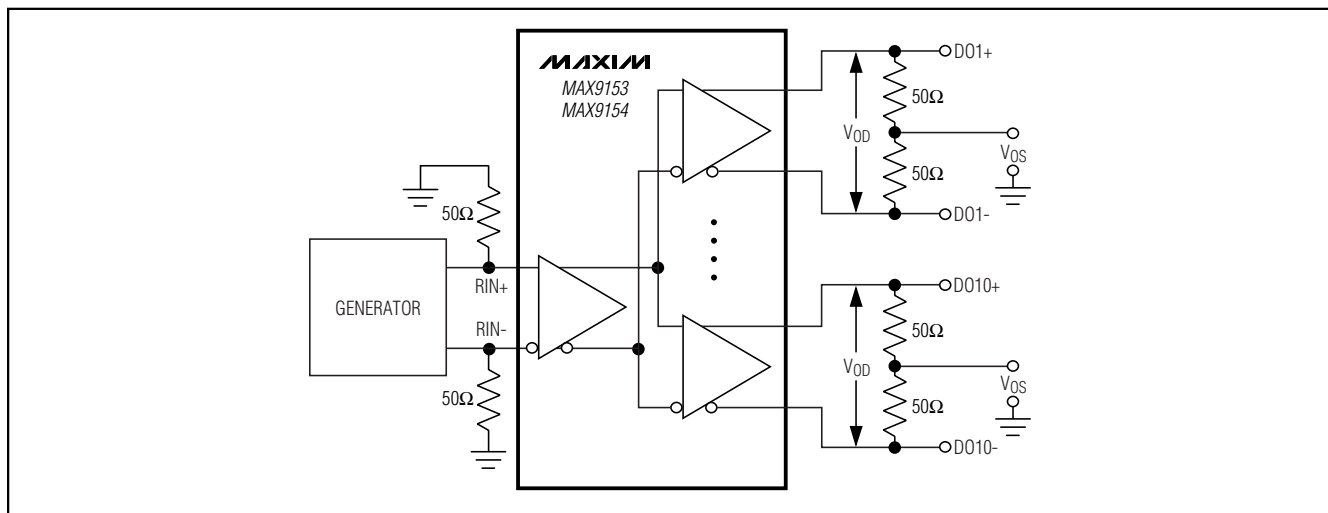 MAXIM
MAX9153
MAX9154
GENERATOR
50Ω
RIN+
RIN-
50Ω
DO1+
50Ω
VOD
VOS
50Ω
DO1-
DO10+
50Ω
VOD
VOS
50Ω
DO10-